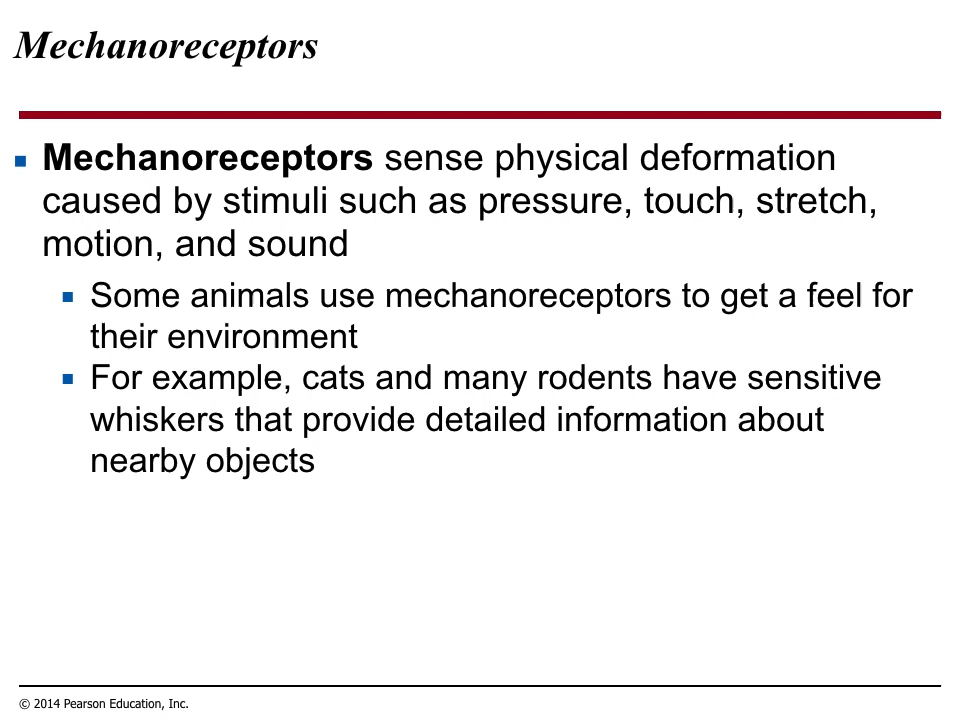 Mechanoreceptors
Mechanoreceptors sense physical deformation
caused by stimuli such as pressure, touch, stretch,
motion, and sound
Some animals use mechanoreceptors to get a feel for
their environment
For example, cats and many rodents have sensitive
whiskers that provide detailed information about
nearby objects
© 2014 Pearson Education, Inc.